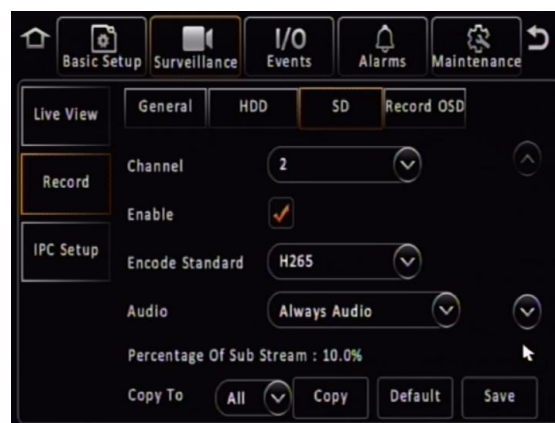 Basic Setup Surveillance I/O Events Alarms Maintenance
Live View General HDD SD Record OSD
Channel 2
Record
Enable
IPC Setup Encode Standard H265
Audio Always Audio
Percentage Of Sub Stream : 10.0%
Copy To All Copy Default Save